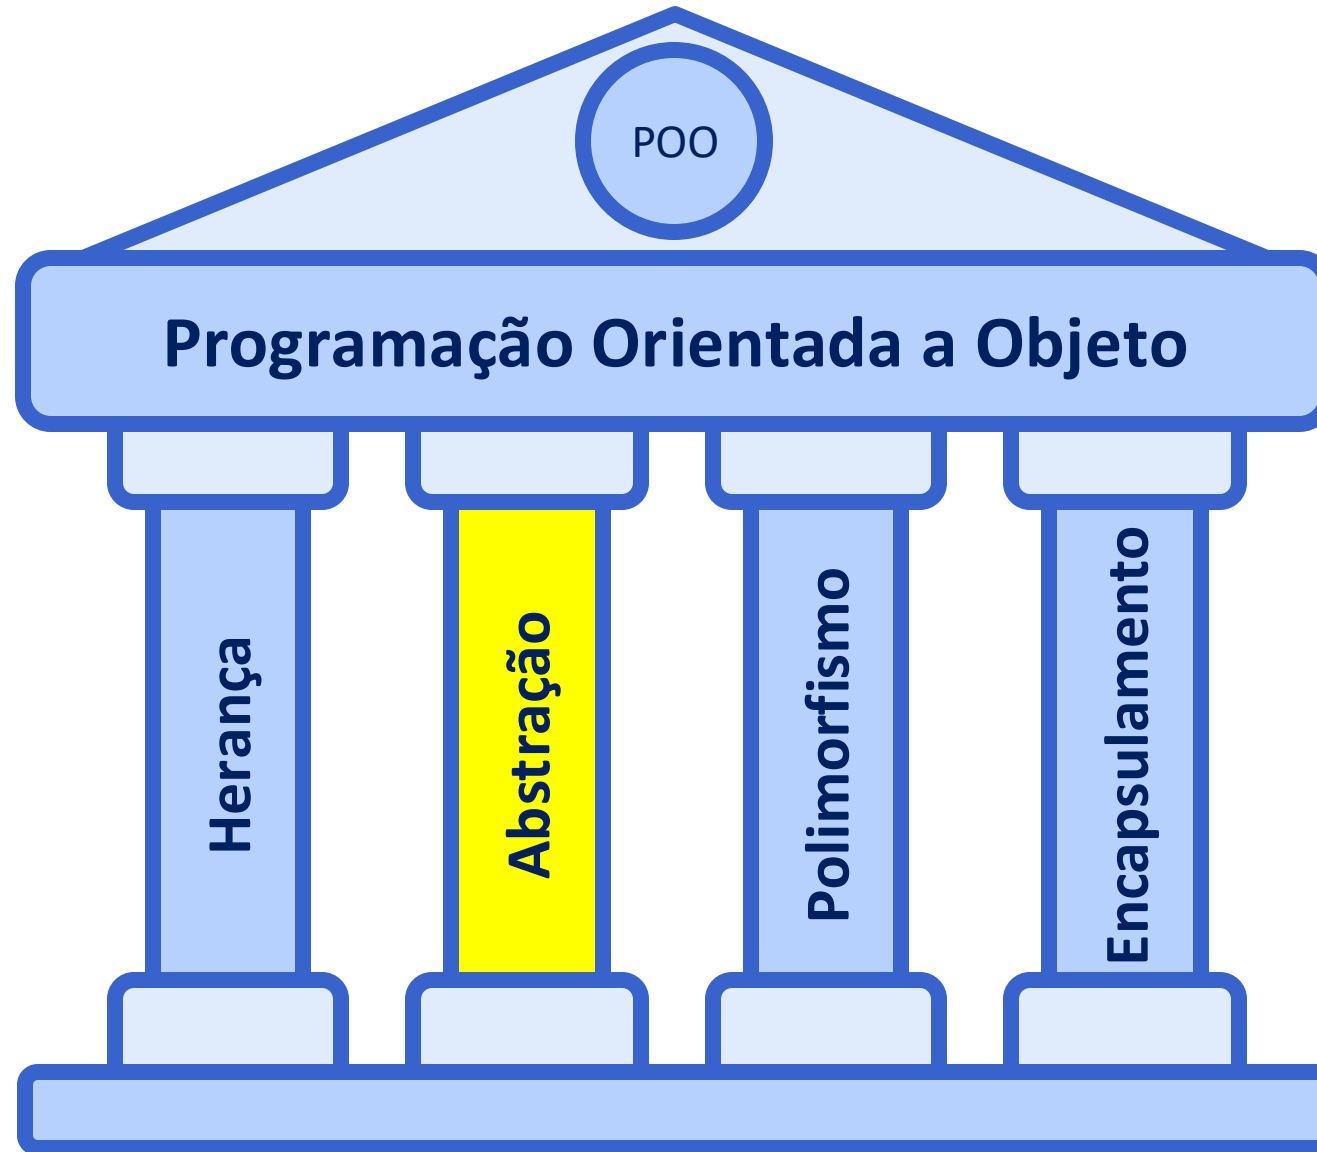 POO
Programação Orientada a Objeto
Herança
Abstração
Polimorfismo
Encapsulamento